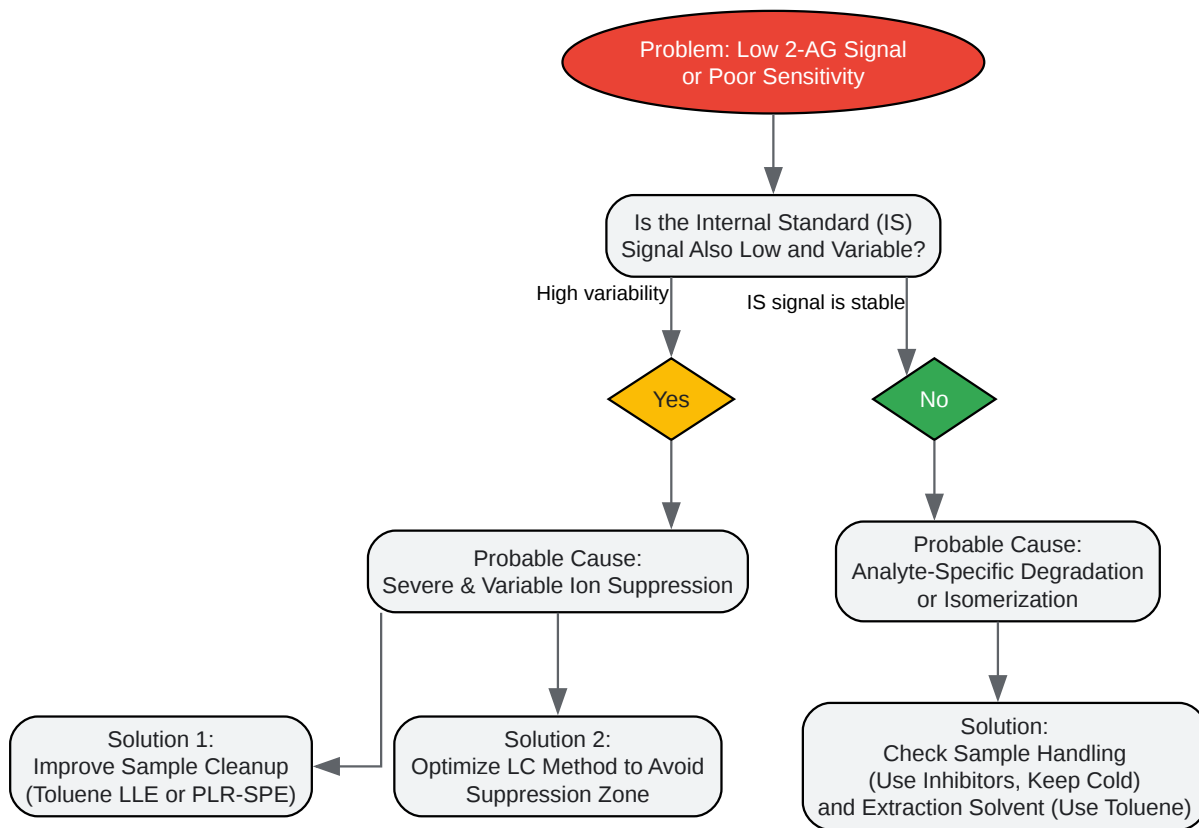 Problem: Low 2-AG Signal
or Poor Sensitivity
Is the Internal Standard (IS)
Signal Also Low and Variable?
High variability
IS signal is stable
Yes
No
Probable Cause:
Severe & Variable Ion Suppression
Probable Cause:
Analyte-Specific Degradation
or Isomerization
Solution 1:
Improve Sample Cleanup
(Toluene LLE or PLR-SPE)
Solution 2:
Optimize LC Method to Avoid
Suppression Zone
Solution:
Check Sample Handling
(Use Inhibitors, Keep Cold)
and Extraction Solvent (Use Toluene)